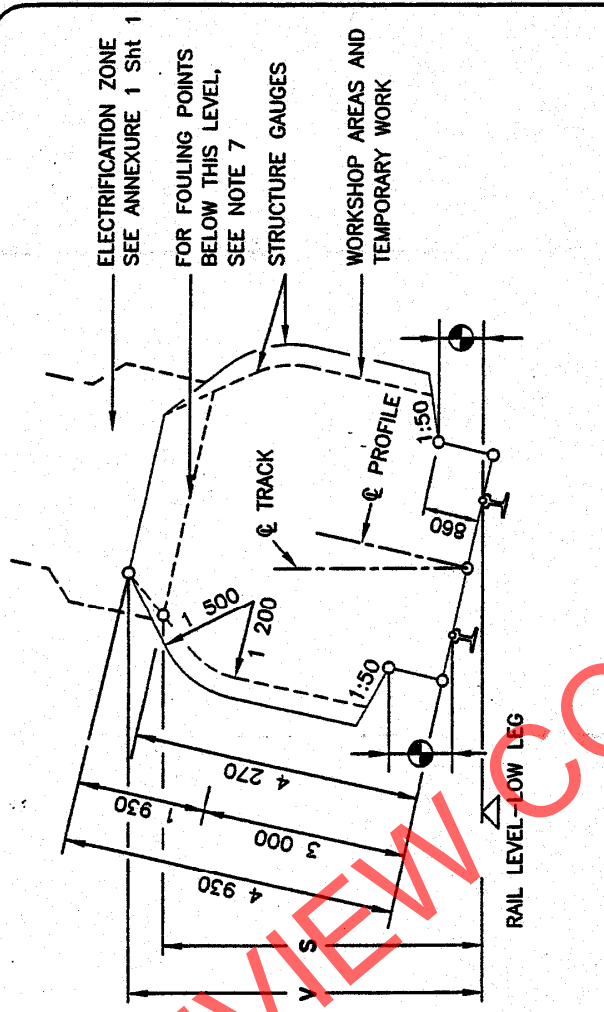 ELECTRIFICATION ZONE
SEE ANNEXURE 1 Sht 1
FOR FOULING POINTS
BELOW THIS LEVEL,
SEE NOTE 7
STRUCTURE GAUGES
WORKSHOP AREAS AND
TEMPORARY WORK
℄ TRACK
℄ PROFILE
1 500
1 200
1:50
1:50
860
4 270
1 930
3 000
4 930
S
V
RAIL LEVEL-LOW LEG
VIEW CO